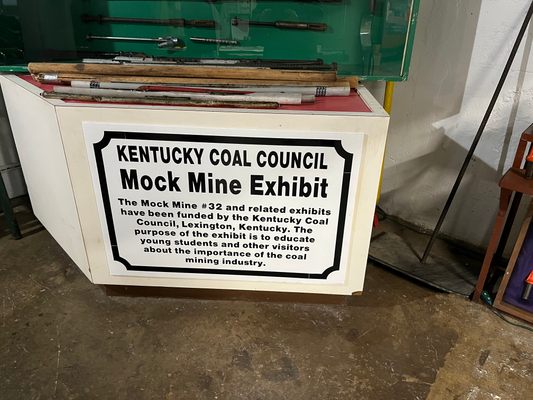 KENTUCKY COAL COUNCIL
Mock Mine Exhibit
The Mock Mine #32 and related exhibits
have been funded by the Kentucky Coal
Council, Lexington, Kentucky. The
purpose of the exhibit is to educate
young students and other visitors
about the importance of the coal
mining industry.